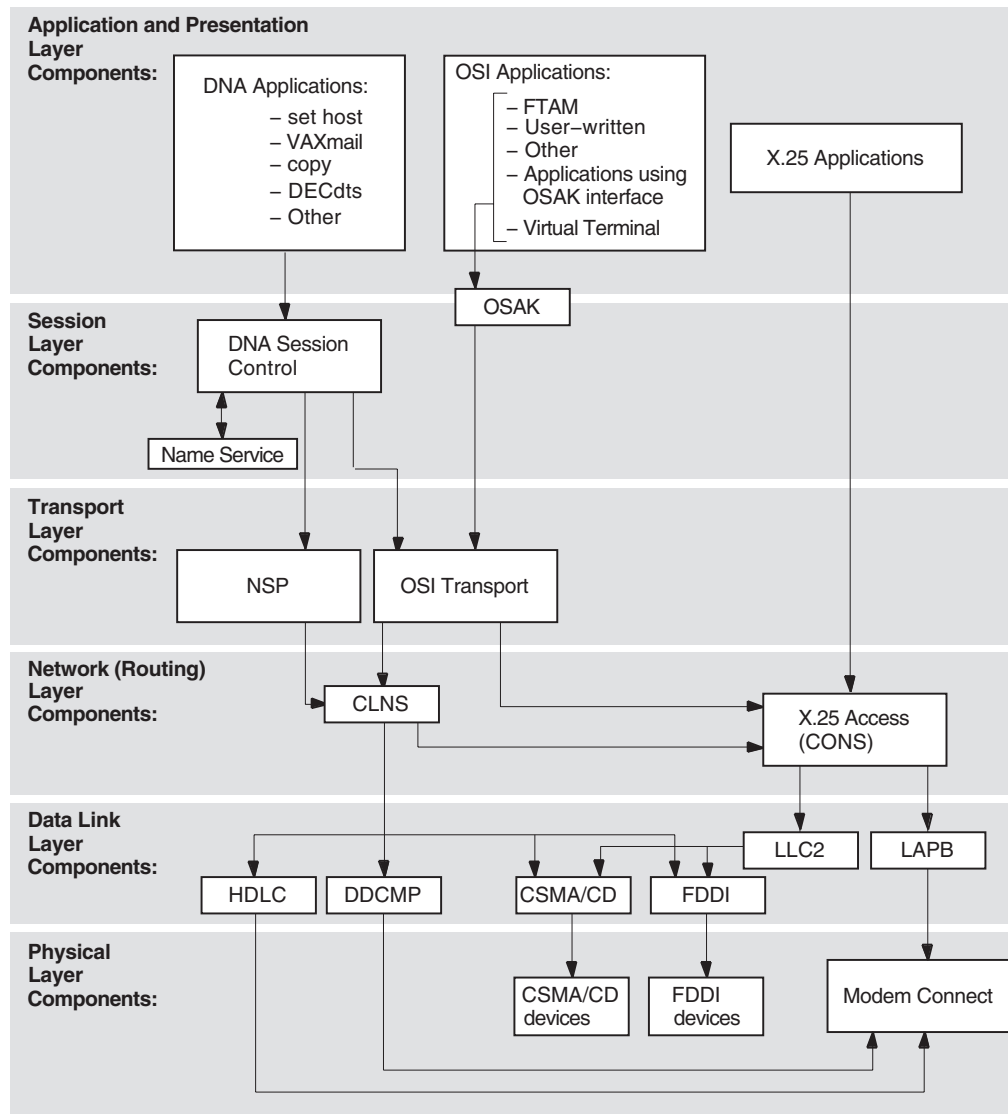 Application and Presentation
Layer
Components:
DNA Applications:
– set host
– VAXmail
– copy
– DECdts
– Other
OSI Applications:
– FTAM
– User–written
– Other
– Applications using
OSAK interface
– Virtual Terminal
X.25 Applications
OSAK
Session
Layer
Components:
DNA Session
Control
Name Service
Transport
Layer
Components:
NSP
OSI Transport
Network (Routing)
Layer
Components:
CLNS
X.25 Access
(CONS)
Data Link
Layer
Components:
LLC2
LAPB
HDLC
DDCMP
CSMA/CD
FDDI
Physical
Layer
Components:
CSMA/CD
devices
FDDI
devices
Modem Connect